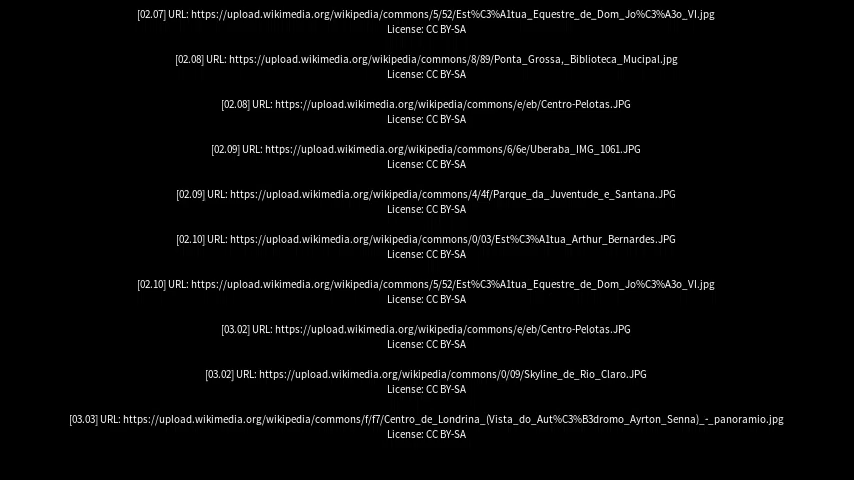 [02.07] URL: https://upload.wikimedia.org/wikipedia/commons/5/52/Est%C3%A1tua_Equestre_de_Dom_Jo%C3%A3o_VI.jpg
License: CC BY-SA
[02.08] URL: https://upload.wikimedia.org/wikipedia/commons/8/89/Ponta_Grossa,_Biblioteca_Mucipal.jpg
License: CC BY-SA
[02.08] URL: https://upload.wikimedia.org/wikipedia/commons/e/eb/Centro-Pelotas.JPG
License: CC BY-SA
[02.09] URL: https://upload.wikimedia.org/wikipedia/commons/6/6e/Uberaba_IMG_1061.JPG
License: CC BY-SA
[02.09] URL: https://upload.wikimedia.org/wikipedia/commons/4/4f/Parque_da_Juventude_e_Santana.JPG
License: CC BY-SA
[02.10] URL: https://upload.wikimedia.org/wikipedia/commons/0/03/Est%C3%A1tua_Arthur_Bernardes.JPG
License: CC BY-SA
[02.10] URL: https://upload.wikimedia.org/wikipedia/commons/5/52/Est%C3%A1tua_Equestre_de_Dom_Jo%C3%A3o_VI.jpg
License: CC BY-SA
[03.02] URL: https://upload.wikimedia.org/wikipedia/commons/e/eb/Centro-Pelotas.JPG
License: CC BY-SA
[03.02] URL: https://upload.wikimedia.org/wikipedia/commons/0/09/Skyline_de_Rio_Claro.JPG
License: CC BY-SA
[03.03] URL: https://upload.wikimedia.org/wikipedia/commons/f/f7/Centro_de_Londrina_(Vista_do_Aut%C3%B3dromo_Ayrton_Senna)_-_panoramio.jpg
License: CC BY-SA